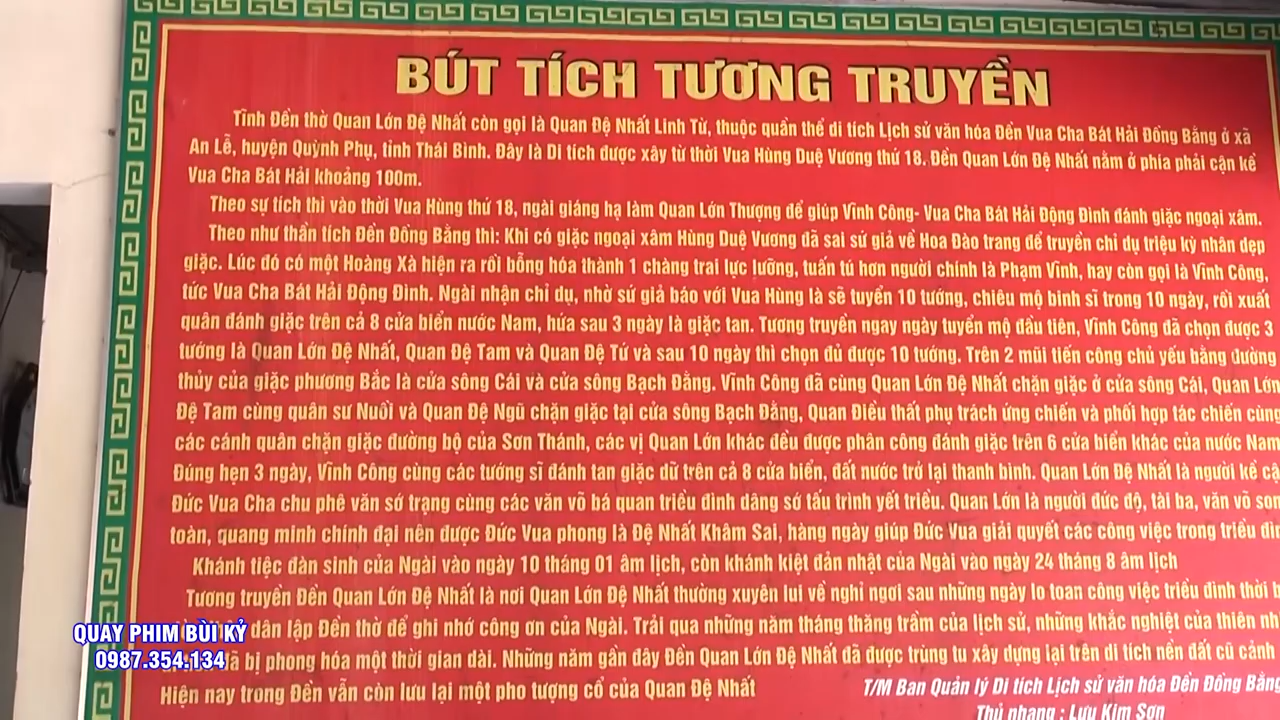 BÚT TÍCH TƯƠNG TRUYỀN
Tĩnh Đền thờ Quan Lớn Đệ Nhất còn gọi là Quan Đệ Nhất Linh Từ, thuộc quần thể di tích Lịch sử văn hóa Đền Vua Cha Bát Hải Đồng Bằng ở xã
An Lễ, huyện Quỳnh Phụ, tỉnh Thái Bình. Đây là Di tích được xây từ thời Vua Hùng Duệ Vương thứ 18. Đền Quan Lớn Đệ Nhất nằm ở phía phải cận kề
Vua Cha Bát Hải khoảng 100m.
Theo sự tích thì vào thời Vua Hùng thứ 18, ngài giáng hạ làm Quan Lớn Thượng để giúp Vĩnh Công- Vua Cha Bát Hải Động Đình đánh giặc ngoại xâm.
Theo như thần tích Đền Đồng Bằng thì: Khi có giặc ngoại xâm Hùng Duệ Vương đã sai sứ giả về Hoa Đào trang để truyền chỉ dụ triệu kỳ nhân dẹp
giặc. Lúc đó có một Hoàng Xà hiện ra rồi bỗng hóa thành 1 chàng trai lực lưỡng, tuấn tú hơn người chính là Phạm Vĩnh, hay còn gọi là Vĩnh Công,
tức Vua Cha Bát Hải Động Đình. Ngài nhận chỉ dụ, nhờ sứ giả báo với Vua Hùng là sẽ tuyển 10 tướng, chiêu mộ binh sĩ trong 10 ngày, rồi xuất
quân đánh giặc trên cả 8 cửa biển nước Nam, hứa sau 3 ngày là giặc tan. Tương truyền ngay ngày tuyển mộ đầu tiên, Vĩnh Công đã chọn được 3
tướng là Quan Lớn Đệ Nhất, Quan Đệ Tam và Quan Đệ Tứ và sau 10 ngày thì chọn đủ được 10 tướng. Trên 2 mũi tiến công chủ yếu bằng đường
thủy của giặc phương Bắc là cửa sông Cái và cửa sông Bạch Đằng. Vĩnh Công đã cùng Quan Lớn Đệ Nhất chặn giặc ở cửa sông Cái, Quan Lớn
Đệ Tam cùng quân sư Nuôi và Quan Đệ Ngũ chặn giặc tại cửa sông Bạch Đằng, Quan Điều thất phụ trách ứng chiến và phối hợp tác chiến cùng
các cánh quân chặn giặc đường bộ của Sơn Thánh, các vị Quan Lớn khác đều được phân công đánh giặc trên 6 cửa biển khác của nước Nam
Đúng hẹn 3 ngày, Vĩnh Công cùng các tướng sĩ đánh tan giặc dữ trên cả 8 cửa biển, đất nước trở lại thanh bình. Quan Lớn Đệ Nhất là người kề cậ
Đức Vua Cha chu phê văn sớ trạng cùng các văn võ bá quan triều đình dâng sớ tấu trình yết triều. Quan Lớn là người đức độ, tài ba, văn võ son
toàn, quang minh chính đại nên được Đức Vua phong là Đệ Nhất Khâm Sai, hàng ngày giúp Đức Vua giải quyết các công việc trong triều đìn
Khánh tiệc đản sinh của Ngài vào ngày 10 tháng 01 âm lịch, còn khánh kiệt đản nhật của Ngài vào ngày 24 tháng 8 âm lịch
Tương truyền Đền Quan Lớn Đệ Nhất là nơi Quan Lớn Đệ Nhất thường xuyên lui về nghỉ ngơi sau những ngày lo toan công việc triều đình thời
dân lập Đền thờ để ghi nhớ công ơn của Ngài. Trải qua những năm tháng thăng trầm của lịch sử, những khắc nghiệt của thiên nh
bị phong hóa một thời gian dài. Những năm gần đây Đền Quan Lớn Đệ Nhất đã được trùng tu xây dựng lại trên di tích nền đất cũ cảnh
Hiện nay trong Đền vẫn còn lưu lại một pho tượng cổ của Quan Đệ Nhất
T/M Ban Quản lý Di tích Lịch sử văn hóa Đền Đồng Bằng
Thủ nhang : Lưu Kim Sơn
QUAY PHIM BÙI KỶ
0987.354.134